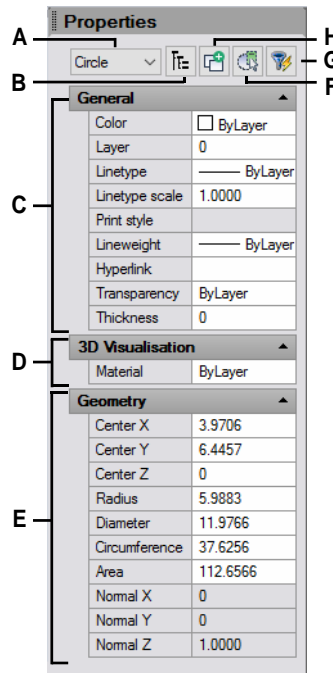 Properties
A
H
Circle
G
B
F
General
Color ByLayer
Layer 0
Linetype ByLayer
C
Linetype scale 1.0000
Print style
Lineweight ByLayer
Hyperlink
Transparency ByLayer
Thickness 0
3D Visualisation
D
Material ByLayer
Geometry
Center X 3.9706
Center Y 6.4457
Center Z 0
Radius 5.9883
E
Diameter 11.9766
Circumference 37.6256
Area 112.6566
Normal X 0
Normal Y 0
Normal Z 1.0000